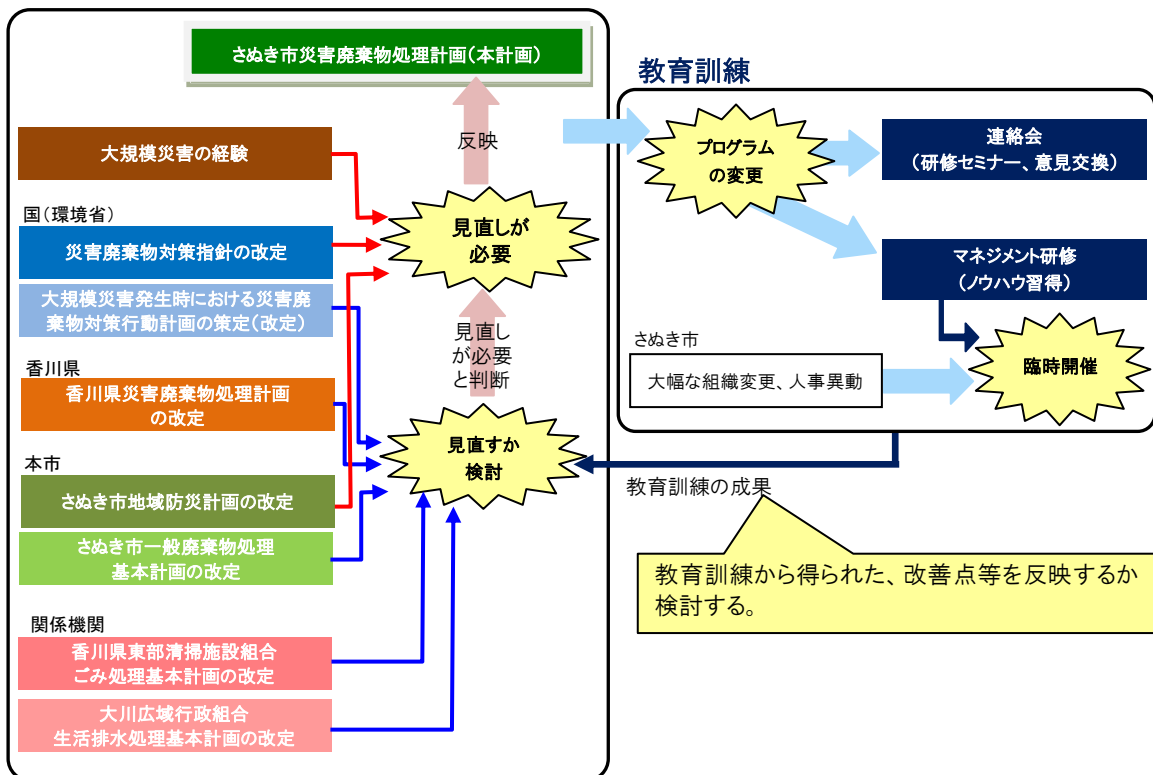 さぬき市災害廃棄物処理計画（本計画）
反映
大規模災害の経験
国（環境省）
災害廃棄物対策指針の改定
大規模災害発生時における災害廃
棄物対策行動計画の策定（改定）
香川県
香川県災害廃棄物処理計画
の改定
本市
さぬき市地域防災計画の改定
さぬき市一般廃棄物処理
基本計画の改定
関係機関
香川県東部清掃施設組合
ごみ処理基本計画の改定
大川広域行政組合
生活排水処理基本計画の改定
見直しが
必要
見直し
が必要
と判断
見直すか
検討
教育訓練
プログラム
の変更
連絡会
（研修セミナー、意見交換）
マネジメント研修
（ノウハウ習得）
さぬき市
大幅な組織変更、人事異動
臨時開催
教育訓練の成果
教育訓練から得られた、改善点等を反映するか
検討する。